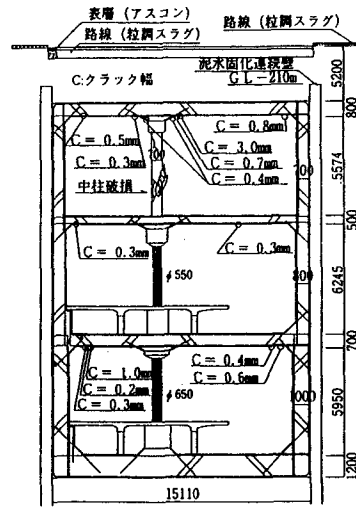 表層（アスコン）
路線（粒調スラグ）
路線（粒調スラグ）
泥水固化連続壁
GL-210m
C:クラック幅
5200
800
C = 0.5mm
C = 0.8mm
C = 3.0mm
C = 0.3mm
C = 0.7mm
C = 0.4mm
700
700
5574
中柱破損
500
C = 0.3mm
C = 0.3mm
φ550
800
6245
700
C = 1.0mm
C = 0.4mm
C = 0.2mm
C = 0.6mm
C = 0.3mm
φ650
1000
5950
1200
15110